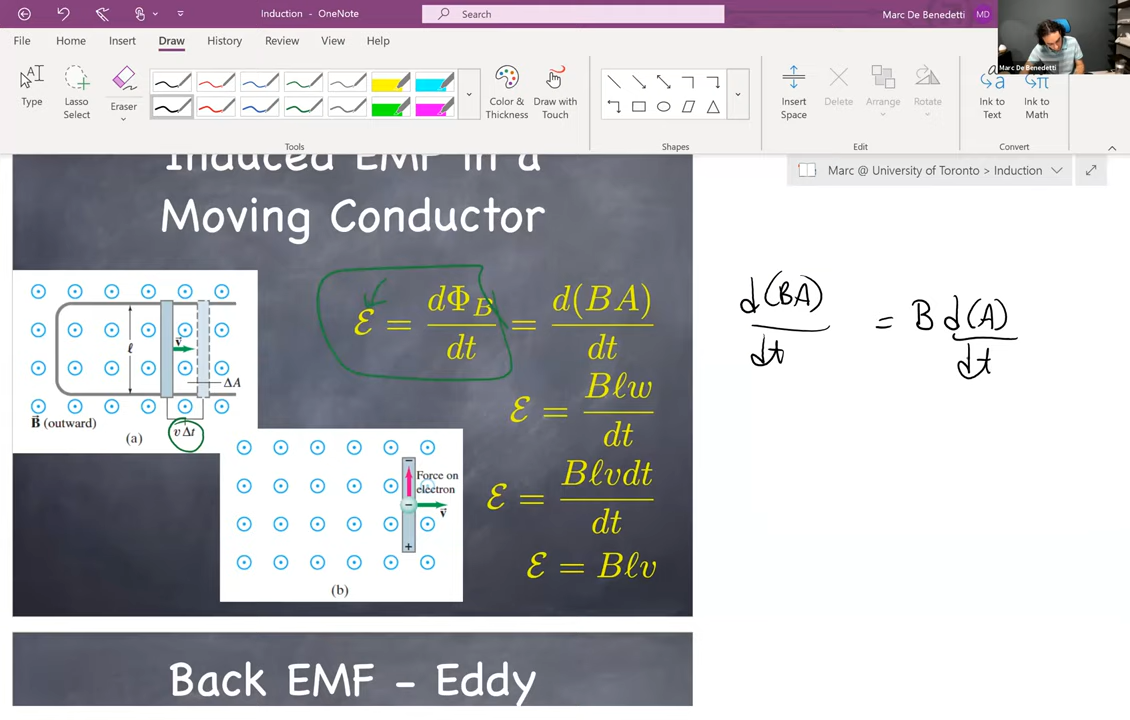 Induction - OneNote
Search
Marc De Benedetti
MD
File Home Insert Draw History Review View Help
Marc De Benedetti
Type
Lasso Select
Eraser
Color & Thickness
Draw with Touch
Insert Space
Delete
Arrange
Rotate
Ink to Text
Ink to Math
Tools
Shapes
Edit
Convert
Marc @ University of Toronto > Induction
Induced EMF in a
Moving Conductor
ℓ
v⃗
ΔA
B⃗ (outward)
v Δt
(a)
ℰ = dΦ_B/dt = d(BA)/dt
ℰ = Bℓw/dt
ℰ = Bℓvdt/dt
ℰ = Bℓv
−
Force on
electron
−
v⃗
+
(b)
d(BA)/dt = B d(A)/dt
Back EMF - Eddy